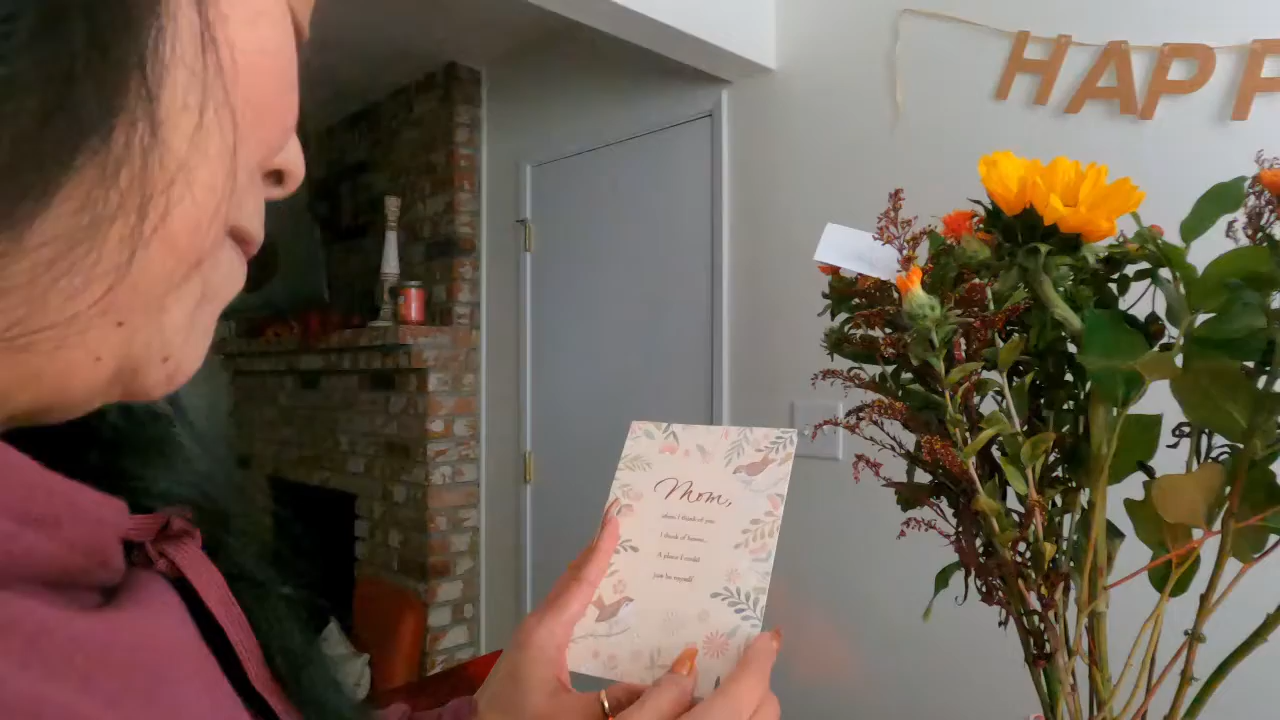 HAPP
Mom,
when I think of you
I think of home...
A place I could
just be myself